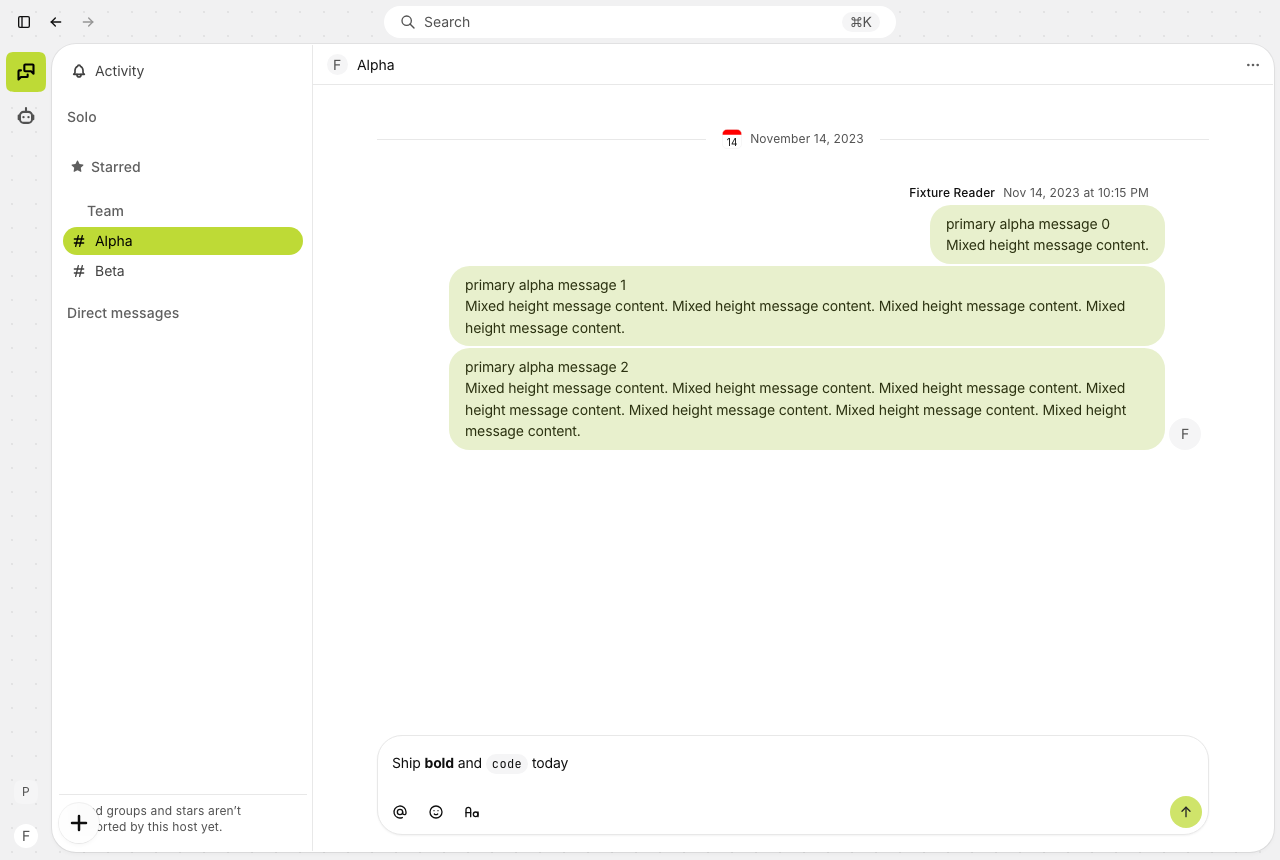 Search
⌘K
Activity
Solo
Starred
Team
# Alpha
# Beta
Direct messages
groups and stars aren’t
by this host yet.
P
F
F Alpha
14 November 14, 2023
Fixture Reader Nov 14, 2023 at 10:15 PM
primary alpha message 0
Mixed height message content.
primary alpha message 1
Mixed height message content. Mixed height message content. Mixed height message content. Mixed
height message content.
primary alpha message 2
Mixed height message content. Mixed height message content. Mixed height message content. Mixed
height message content. Mixed height message content. Mixed height message content. Mixed height
message content.
F
Ship bold and code today
Aa